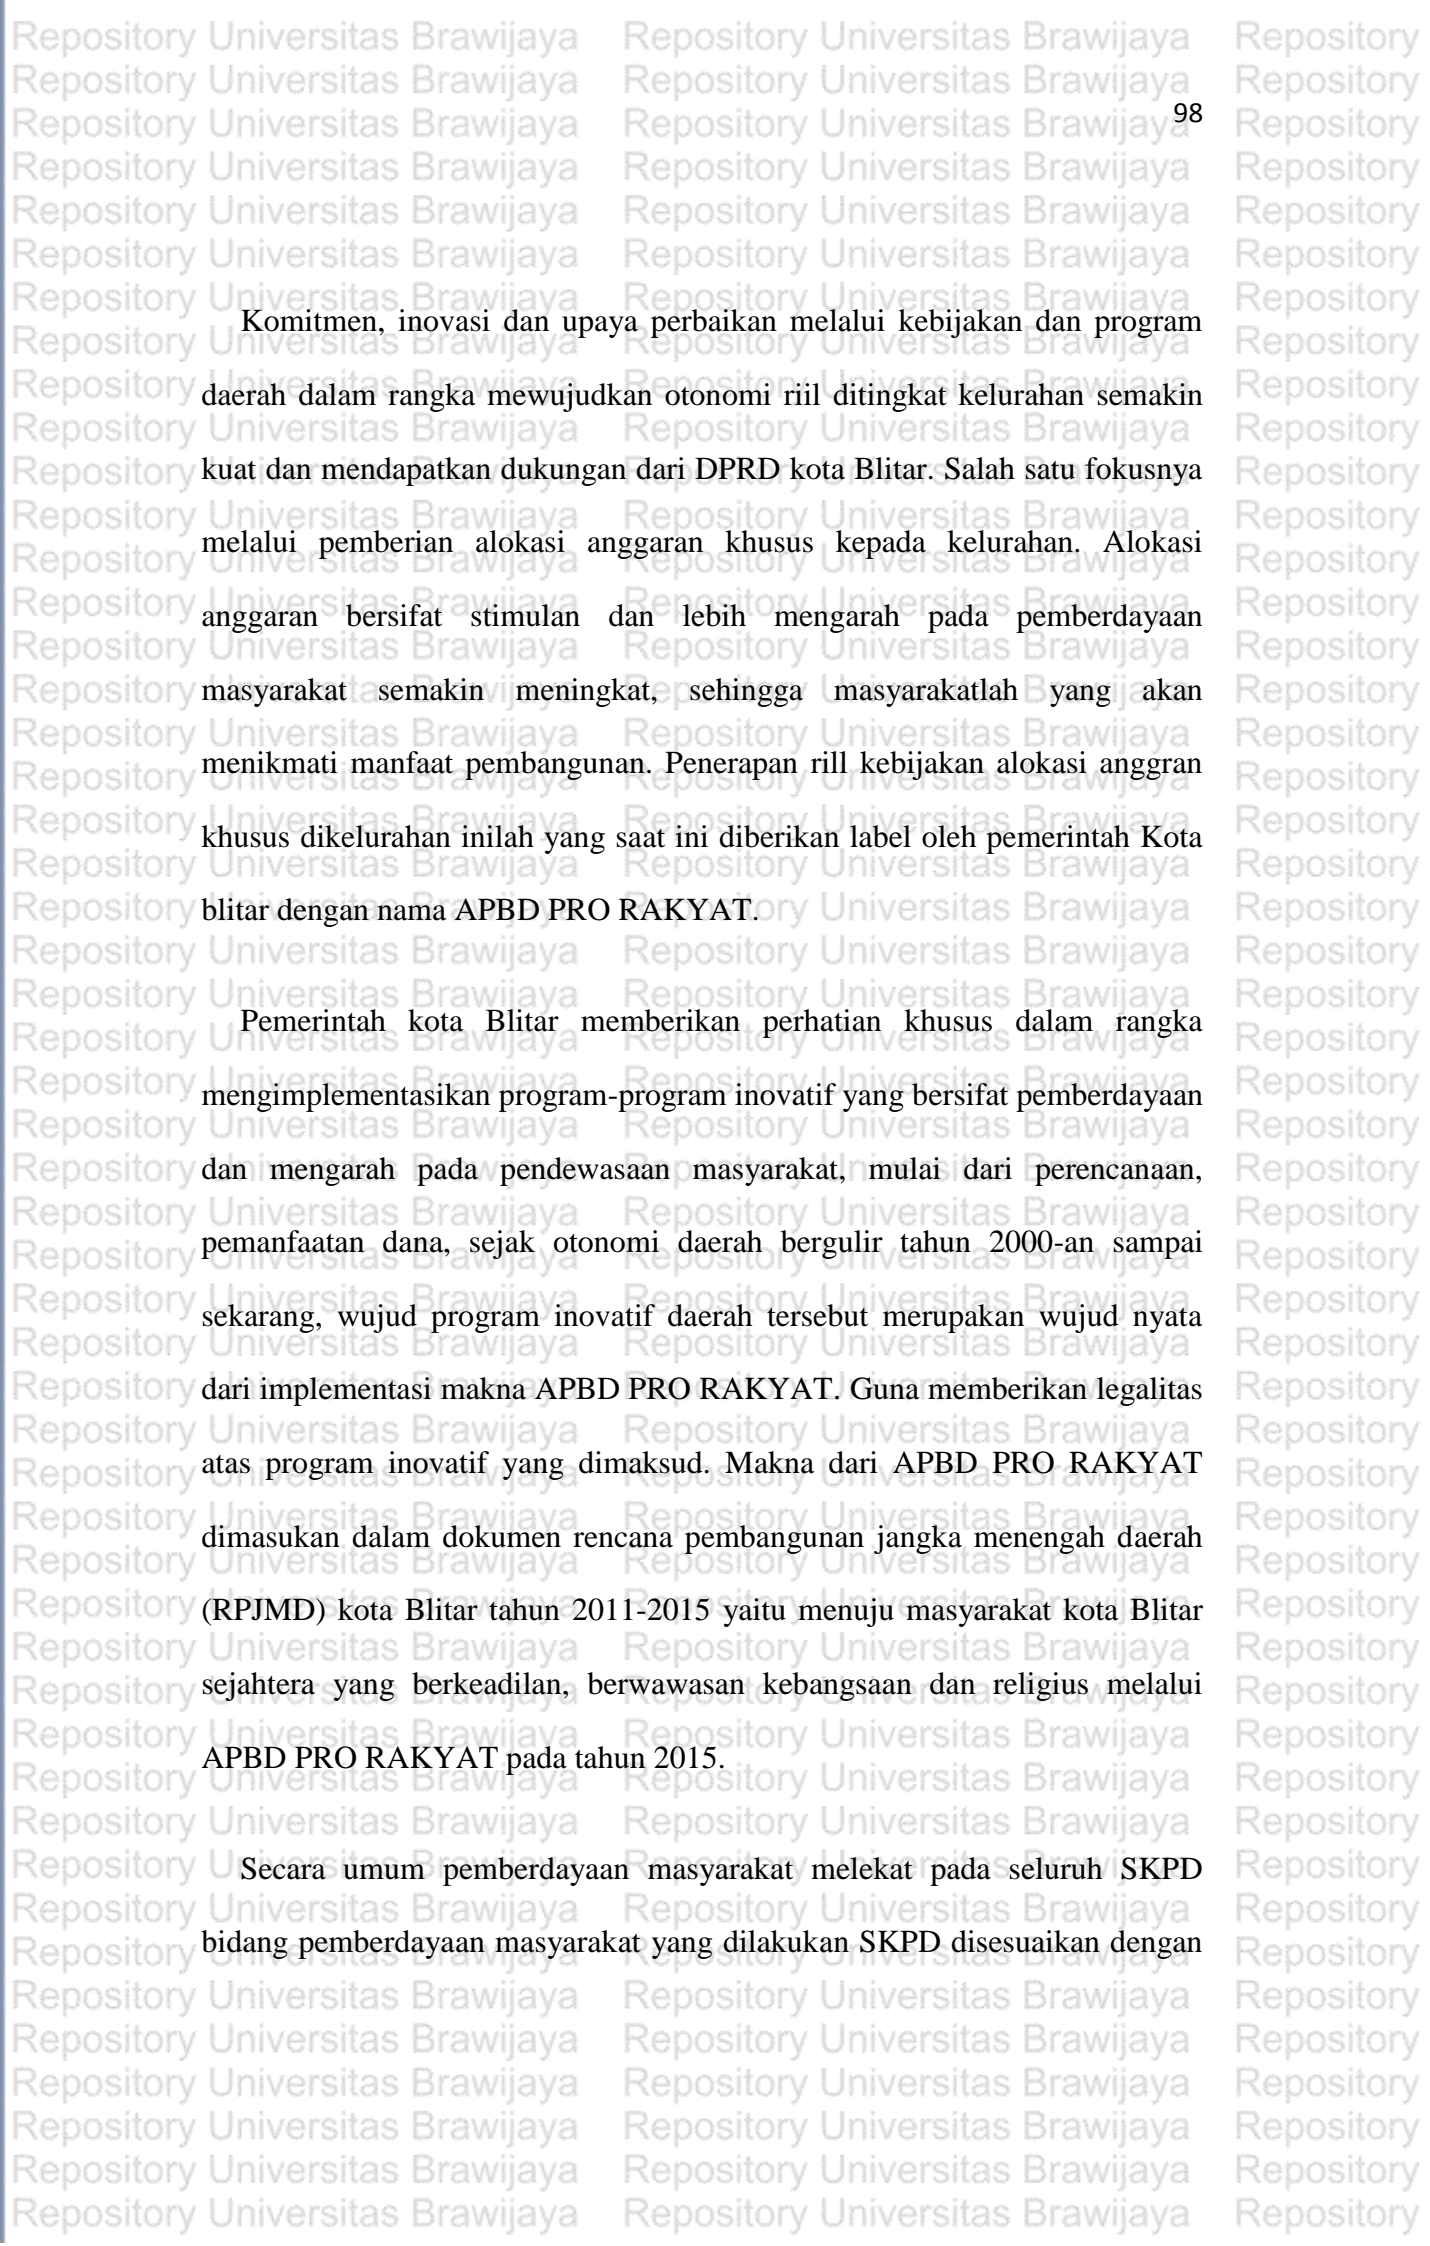 98
Komitmen, inovasi dan upaya perbaikan melalui kebijakan dan program
daerah dalam rangka mewujudkan otonomi riil ditingkat kelurahan semakin
kuat dan mendapatkan dukungan dari DPRD kota Blitar. Salah satu fokusnya
melalui pemberian alokasi anggaran khusus kepada kelurahan. Alokasi
anggaran bersifat stimulan dan lebih mengarah pada pemberdayaan
masyarakat semakin meningkat, sehingga masyarakatlah yang akan
menikmati manfaat pembangunan. Penerapan rill kebijakan alokasi anggran
khusus dikelurahan inilah yang saat ini diberikan label oleh pemerintah Kota
blitar dengan nama APBD PRO RAKYAT.
Pemerintah kota Blitar memberikan perhatian khusus dalam rangka
mengimplementasikan program-program inovatif yang bersifat pemberdayaan
dan mengarah pada pendewasaan masyarakat, mulai dari perencanaan,
pemanfaatan dana, sejak otonomi daerah bergulir tahun 2000-an sampai
sekarang, wujud program inovatif daerah tersebut merupakan wujud nyata
dari implementasi makna APBD PRO RAKYAT. Guna memberikan legalitas
atas program inovatif yang dimaksud. Makna dari APBD PRO RAKYAT
dimasukan dalam dokumen rencana pembangunan jangka menengah daerah
(RPJMD) kota Blitar tahun 2011-2015 yaitu menuju masyarakat kota Blitar
sejahtera yang berkeadilan, berwawasan kebangsaan dan religius melalui
APBD PRO RAKYAT pada tahun 2015.
Secara umum pemberdayaan masyarakat melekat pada seluruh SKPD
bidang pemberdayaan masyarakat yang dilakukan SKPD disesuaikan dengan